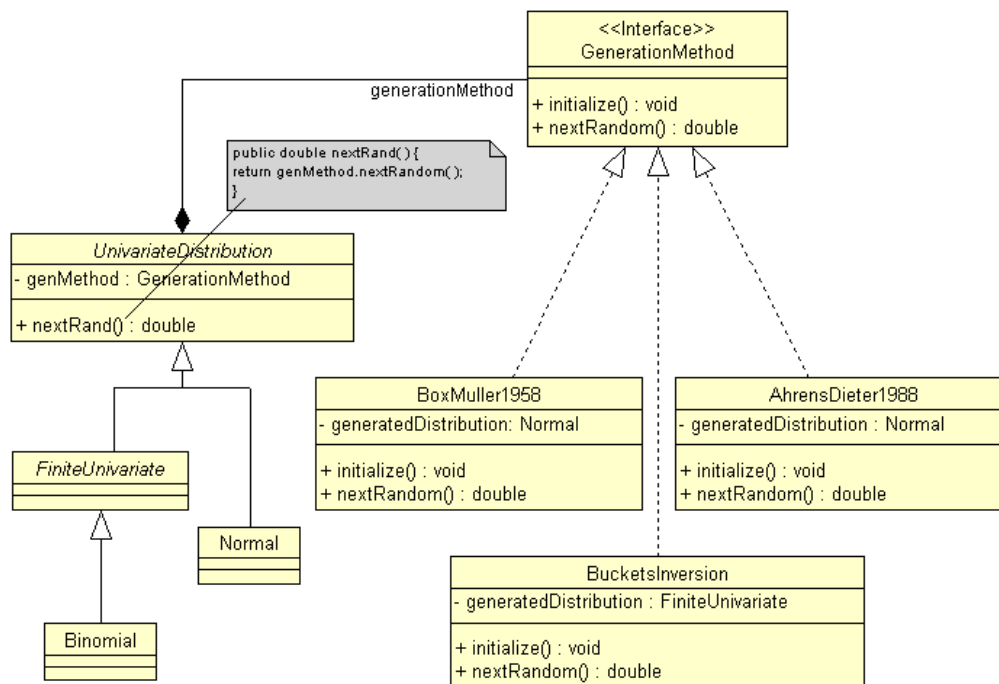 <<Interface>>
GenerationMethod
+ initialize() : void
+ nextRandom() : double
generationMethod
public double nextRand( ) {
return genMethod.nextRandom();
}
UnivariateDistribution
- genMethod : GenerationMethod
+ nextRand() : double
BoxMuller1958
- generatedDistribution: Normal
+ initialize() : void
+ nextRandom() : double
AhrensDieter1988
- generatedDistribution : Normal
+ initialize() : void
+ nextRandom() : double
FiniteUnivariate
Normal
BucketsInversion
- generatedDistribution : FiniteUnivariate
+ initialize() : void
+ nextRandom() : double
Binomial